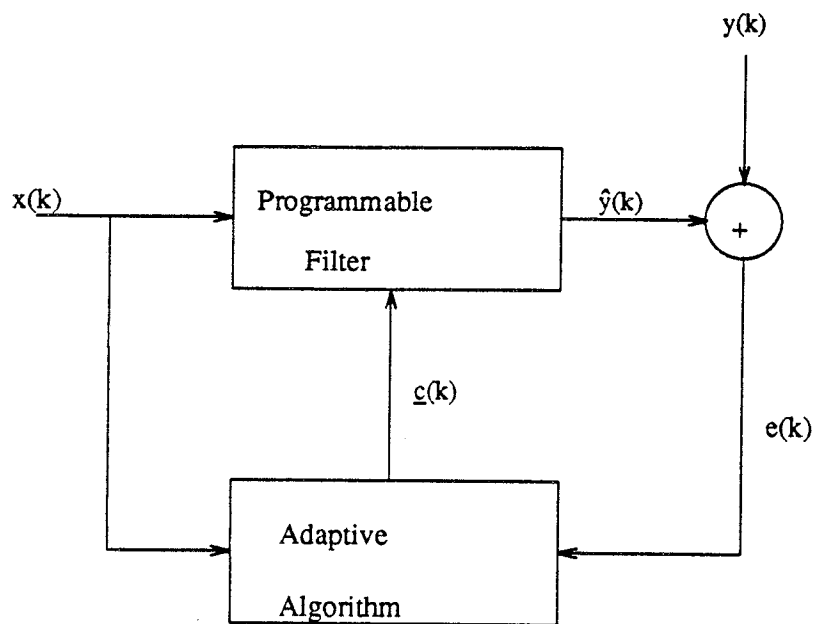 y(k)
x(k)
Programmable
Filter
ŷ(k)
+
c̲(k)
e(k)
Adaptive
Algorithm